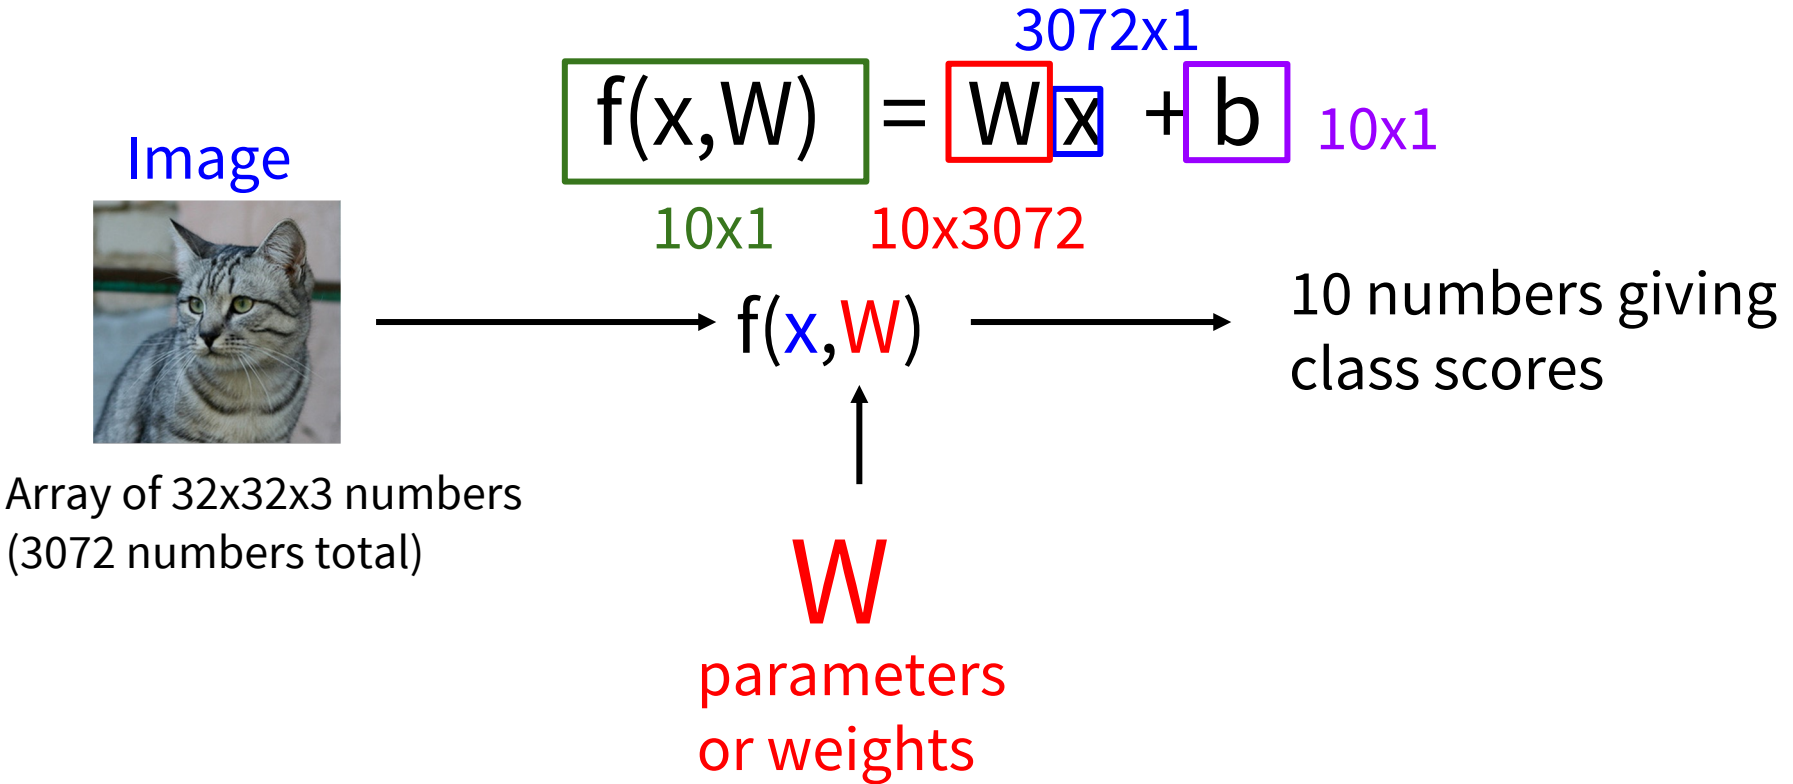 3072x1
f(x,W) = Wx + b
10x1
Image
10x1
10x3072
f(x,W)
10 numbers giving
class scores
Array of 32x32x3 numbers
(3072 numbers total)
W
parameters
or weights